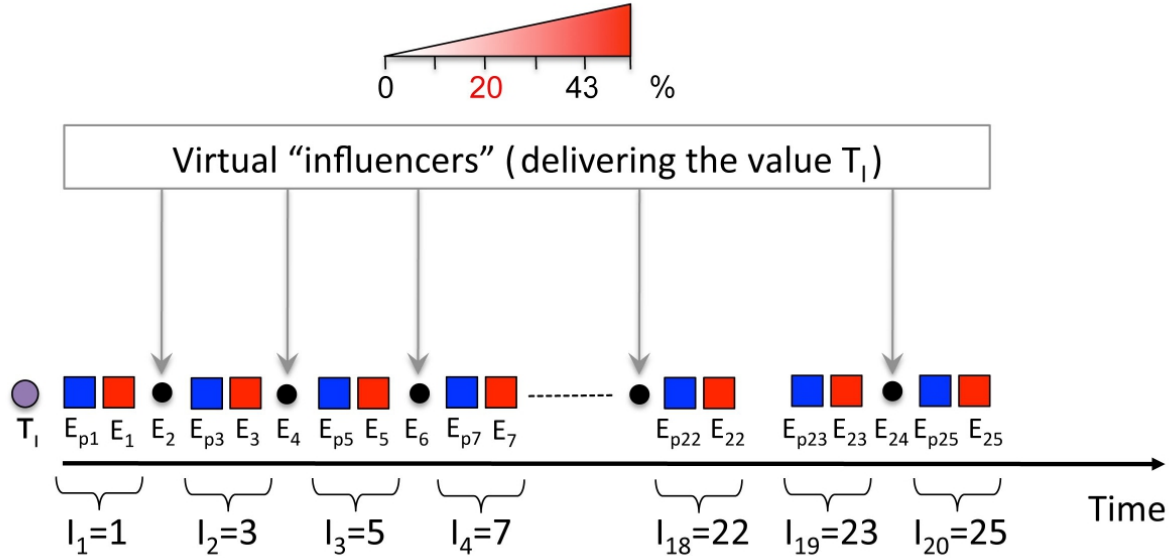 0 20 43 %
Virtual “influencers” (delivering the value T_I)
T_I E_p1 E_1 E_2 E_p3 E_3 E_4 E_p5 E_5 E_6 E_p7 E_7 E_p22 E_22 E_p23 E_23 E_24 E_p25 E_25
Time
I_1=1 I_2=3 I_3=5 I_4=7 I_18=22 I_19=23 I_20=25